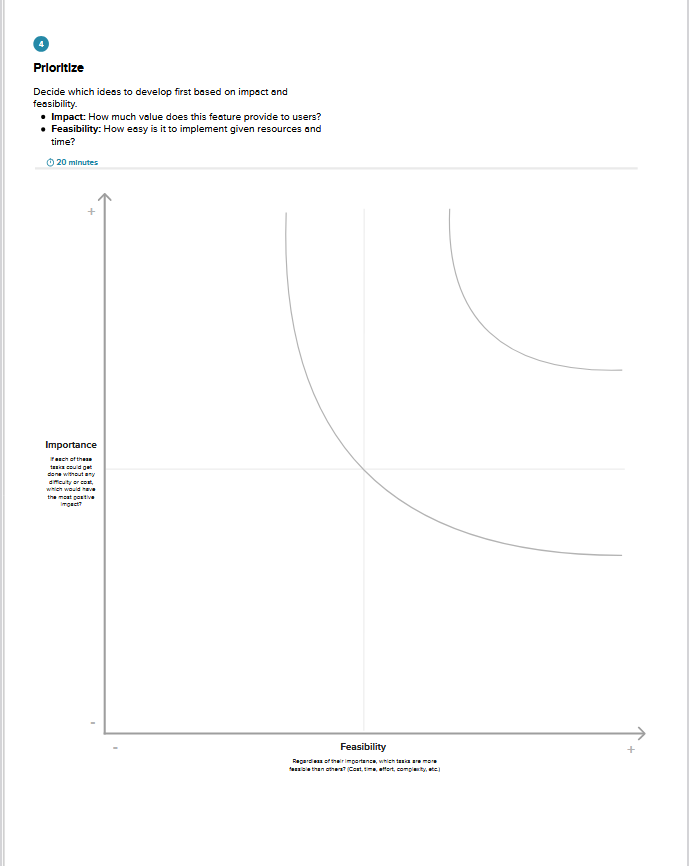 4
Prioritize
Decide which ideas to develop first based on impact and
feasibility.
• Impact: How much value does this feature provide to users?
• Feasibility: How easy is it to implement given resources and
time?
20 minutes
+
Importance
If each of these
tasks could get
done without any
difficulty or cost,
which would have
the most positive
impact?
-
-
Feasibility
+
Regardless of their importance, which tasks are more
feasible than others? (Cost, time, effort, complexity, etc.)